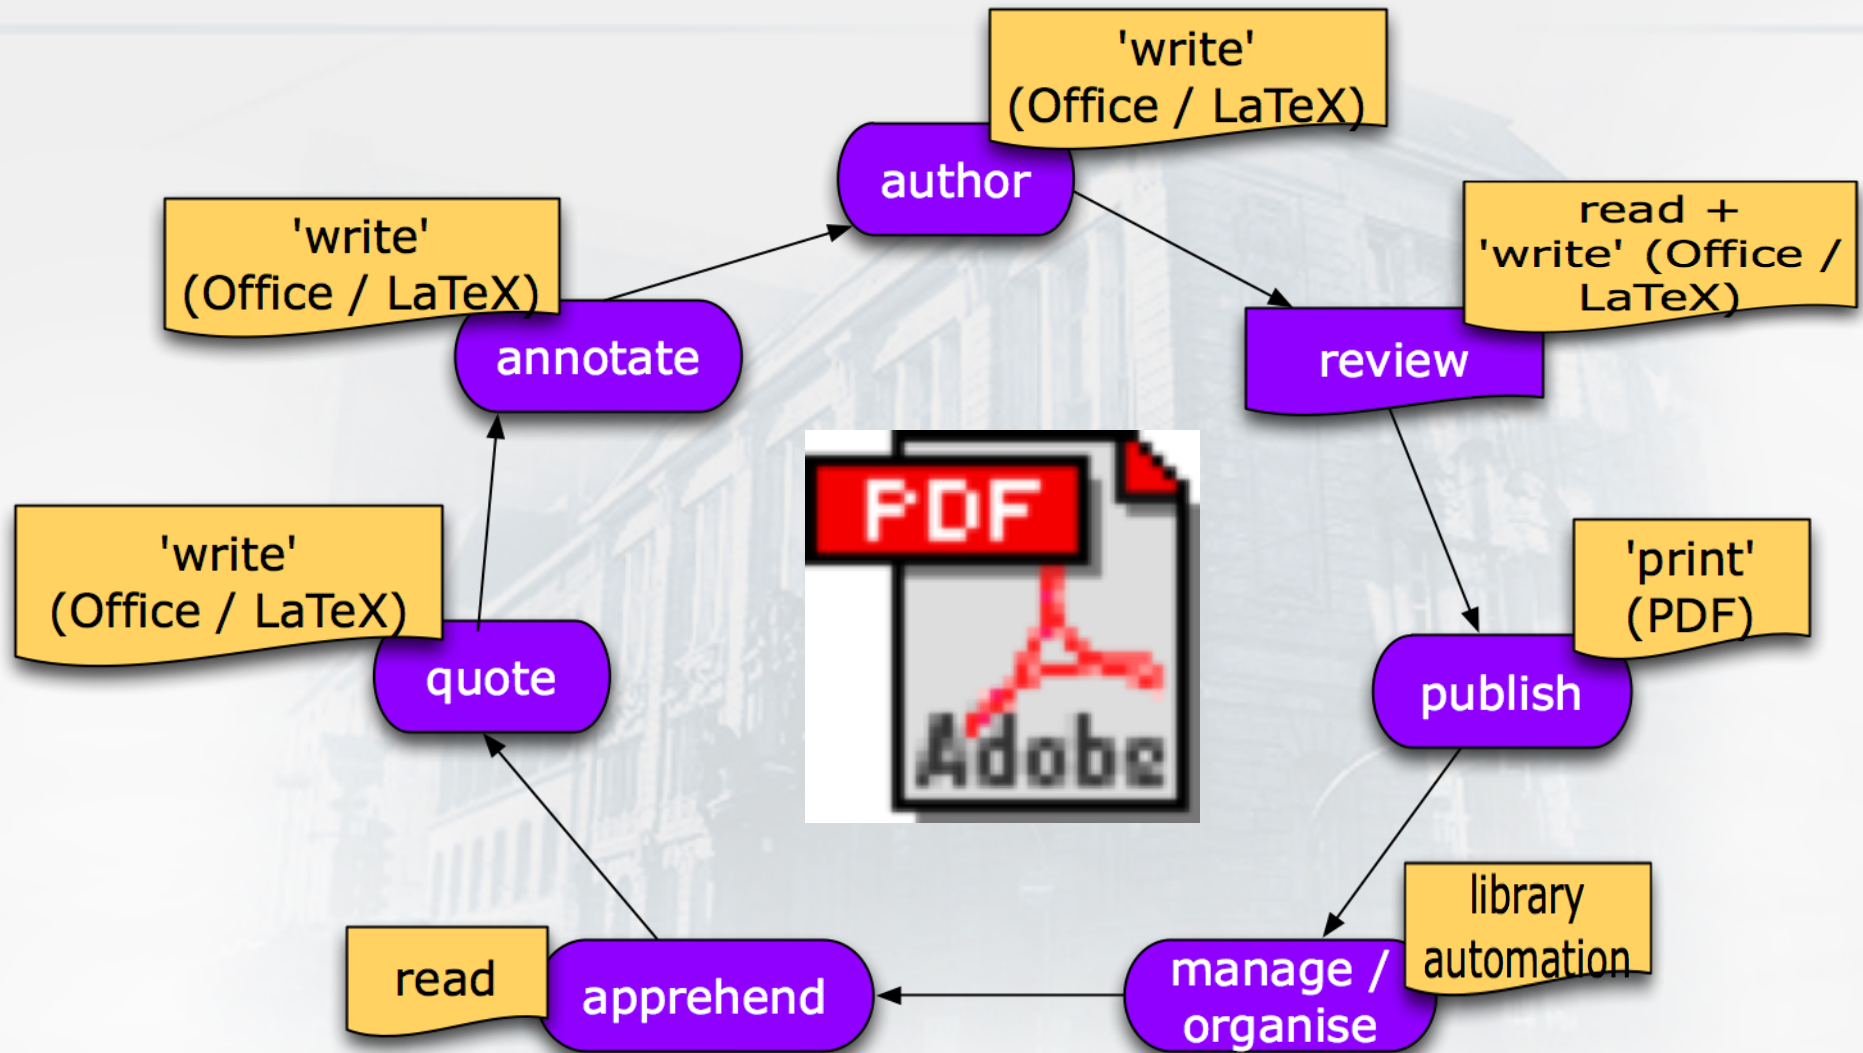 'write'
(Office / LaTeX)
author
read +
'write' (Office /
LaTeX)
review
'print'
(PDF)
publish
library
automation
manage /
organise
read
apprehend
'write'
(Office / LaTeX)
quote
'write'
(Office / LaTeX)
annotate
PDF
Adobe